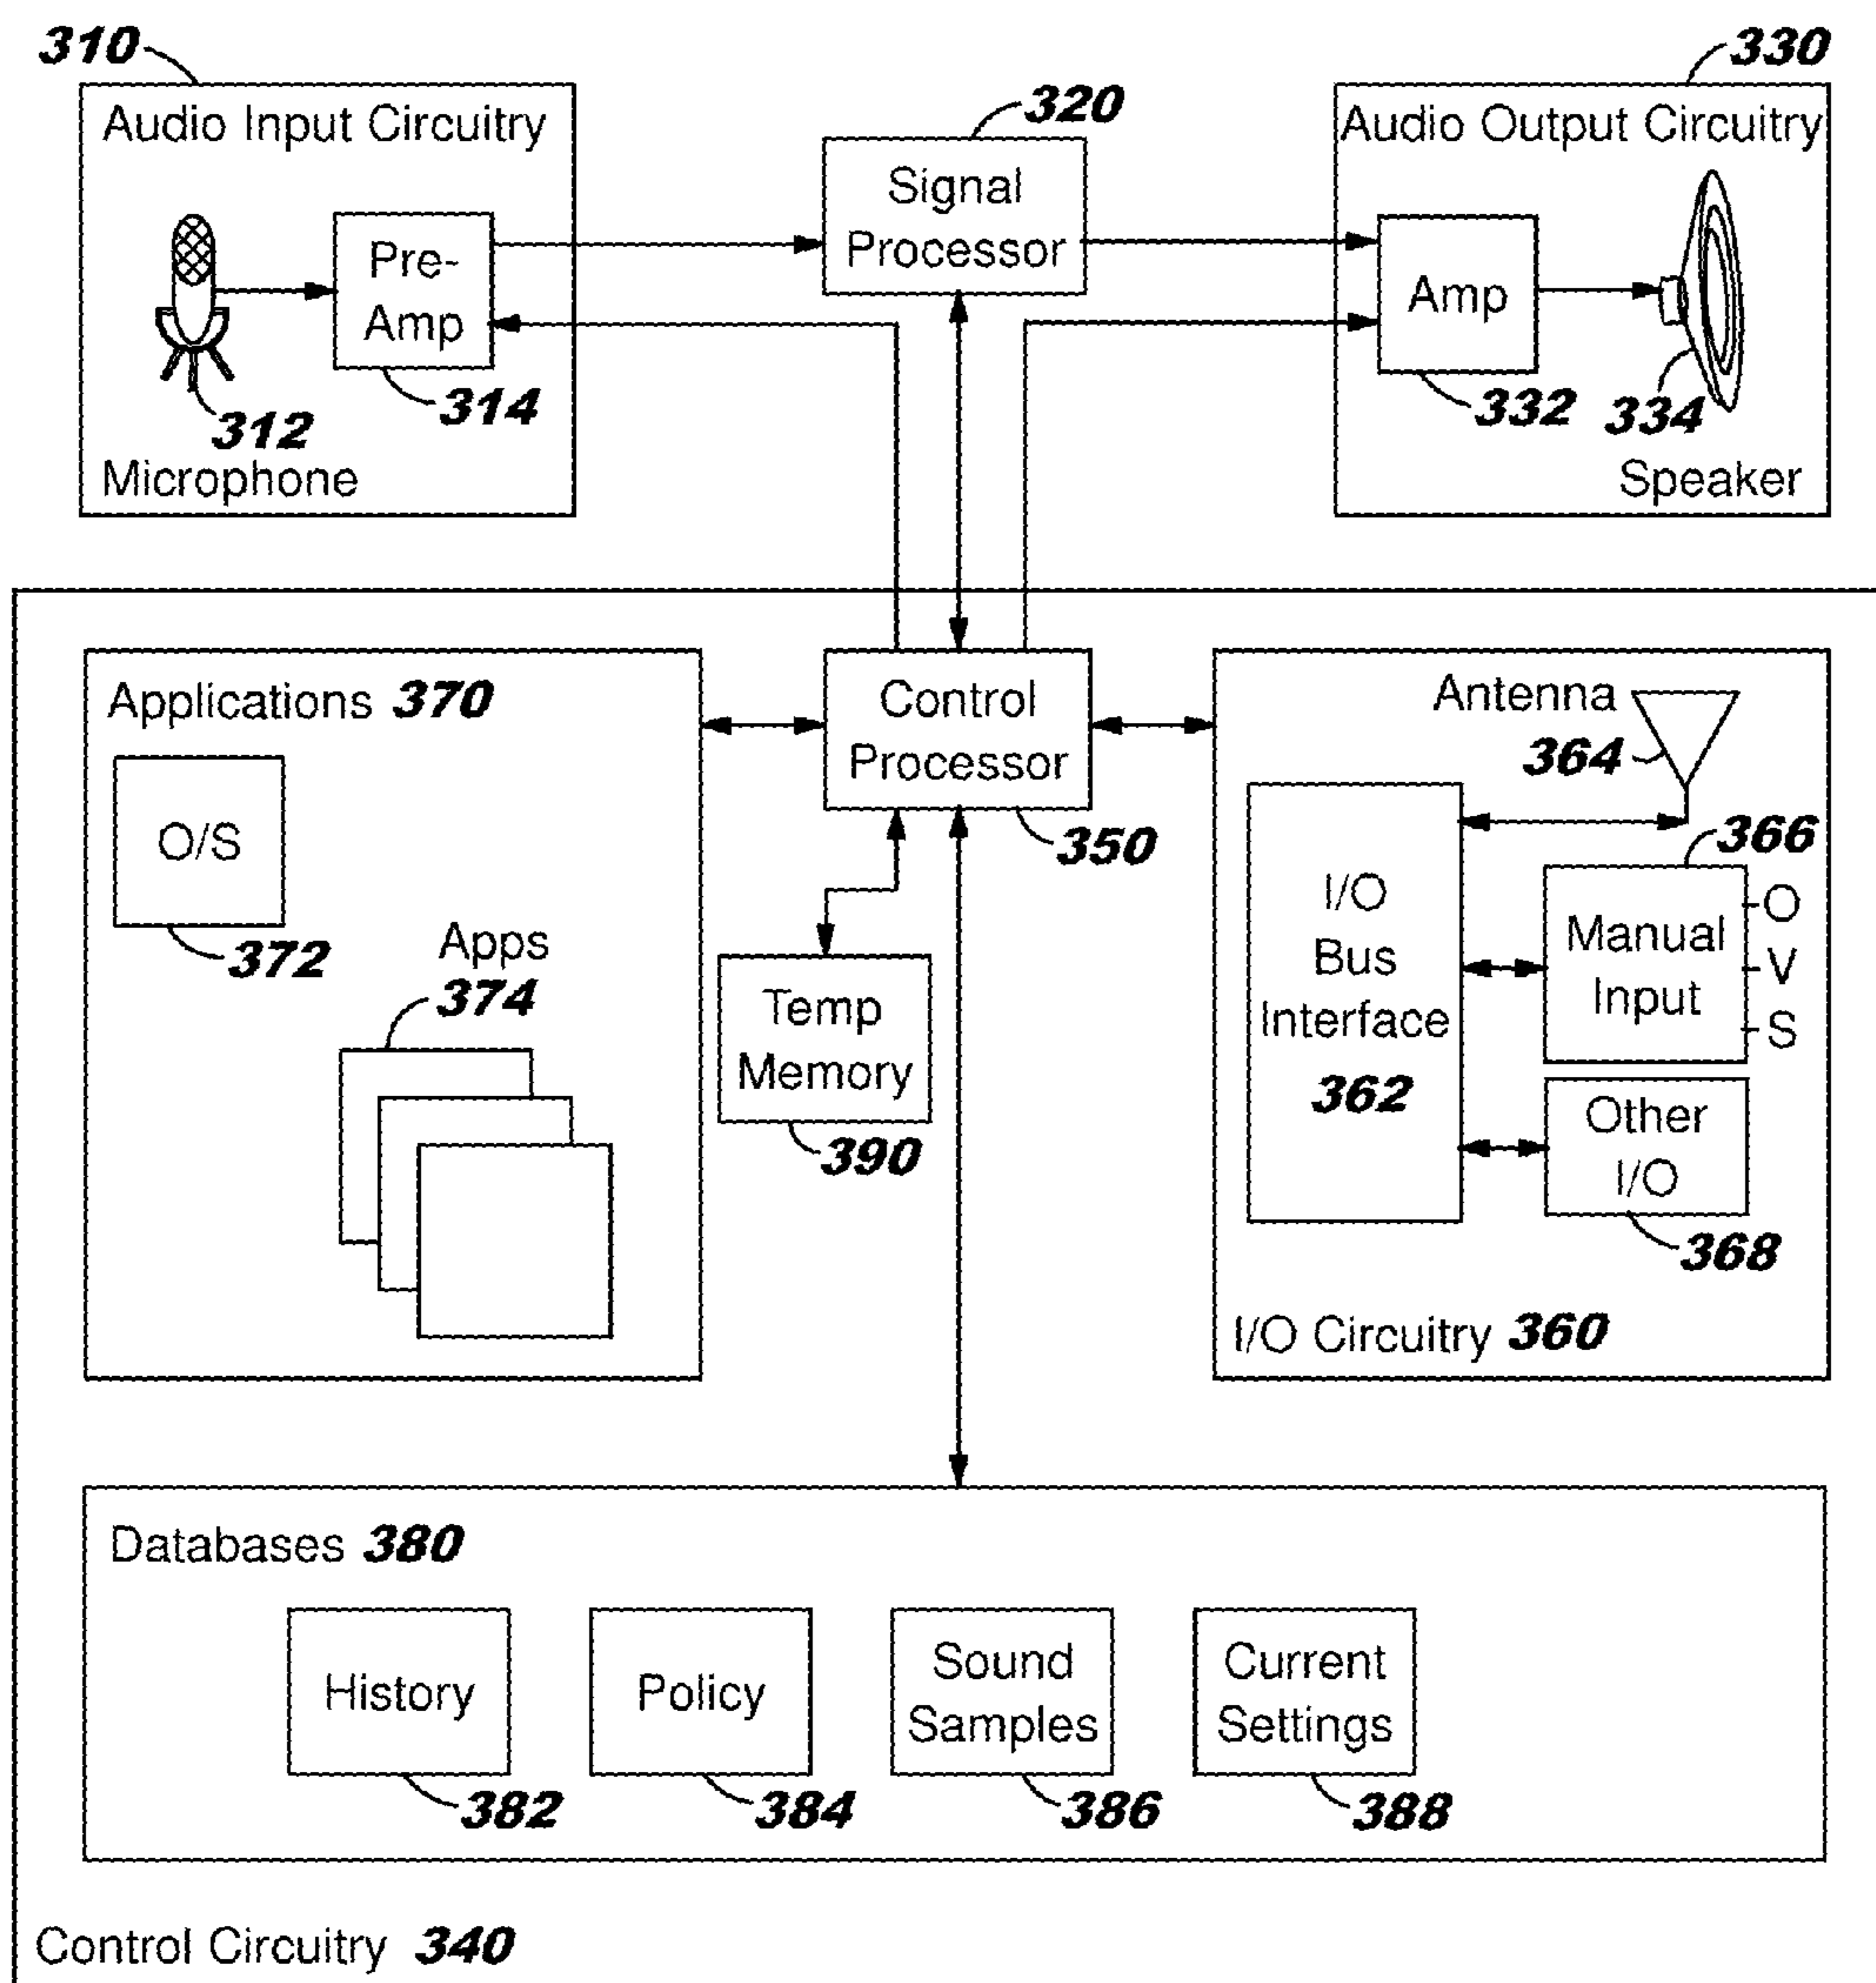 310
330
Audio Input Circuitry
320
Audio Output Circuitry
Signal
Processor
Pre-
Amp
Amp
312
314
332
334
Microphone
Speaker
Applications 370
Control
Processor
Antenna
364
O/S
350
366
372
Apps
374
I/O
Bus
Interface
362
Manual
Input
O
V
S
Temp
Memory
390
Other
I/O
368
I/O Circuitry 360
Databases 380
History
Policy
Sound
Samples
Current
Settings
382
384
386
388
Control Circuitry 340